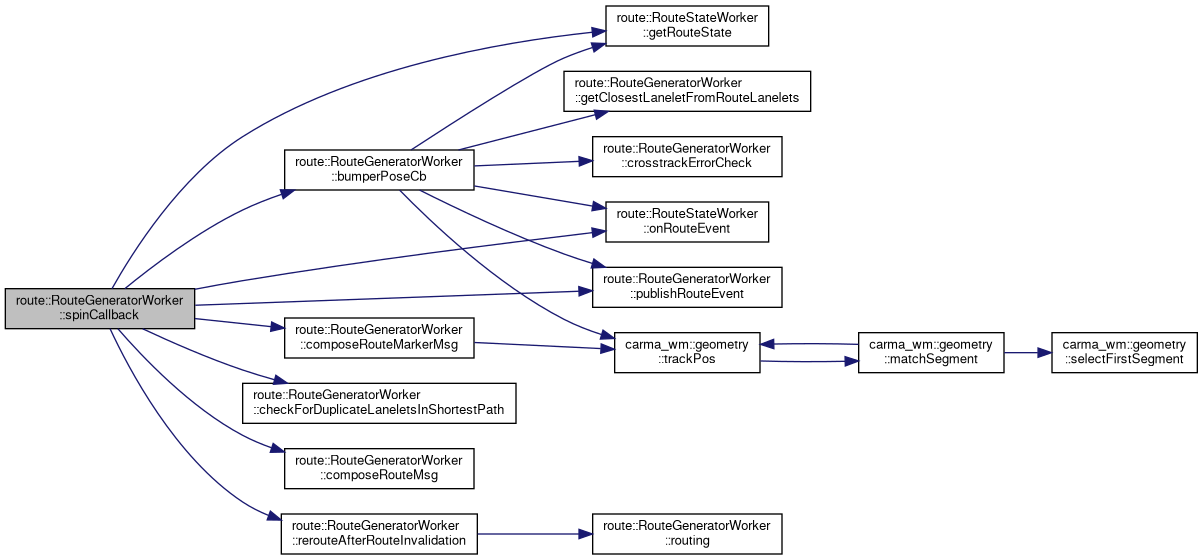 route::RouteStateWorker
::getRouteState
route::RouteGeneratorWorker
::getClosestLaneletFromRouteLanelets
route::RouteGeneratorWorker
::crosstrackErrorCheck
route::RouteGeneratorWorker
::bumperPoseCb
route::RouteStateWorker
::onRouteEvent
route::RouteGeneratorWorker
::publishRouteEvent
route::RouteGeneratorWorker
::spinCallback
route::RouteGeneratorWorker
::composeRouteMarkerMsg
carma_wm::geometry
::trackPos
carma_wm::geometry
::matchSegment
carma_wm::geometry
::selectFirstSegment
route::RouteGeneratorWorker
::checkForDuplicateLaneletsInShortestPath
route::RouteGeneratorWorker
::composeRouteMsg
route::RouteGeneratorWorker
::rerouteAfterRouteInvalidation
route::RouteGeneratorWorker
::routing